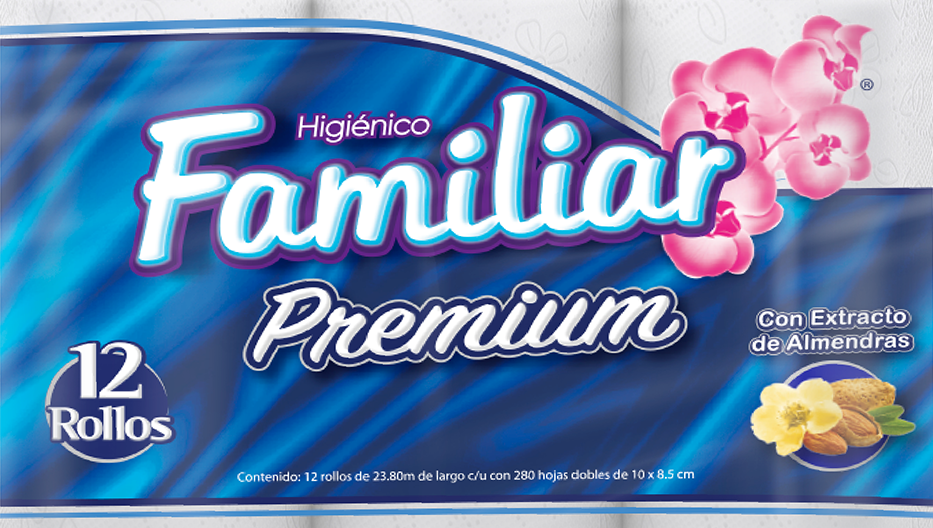 Higiénico
Familiar
®
Premium
Con Extracto
de Almendras
12
Rollos
Contenido: 12 rollos de 23.80m de largo c/u con 280 hojas dobles de 10 x 8.5 cm